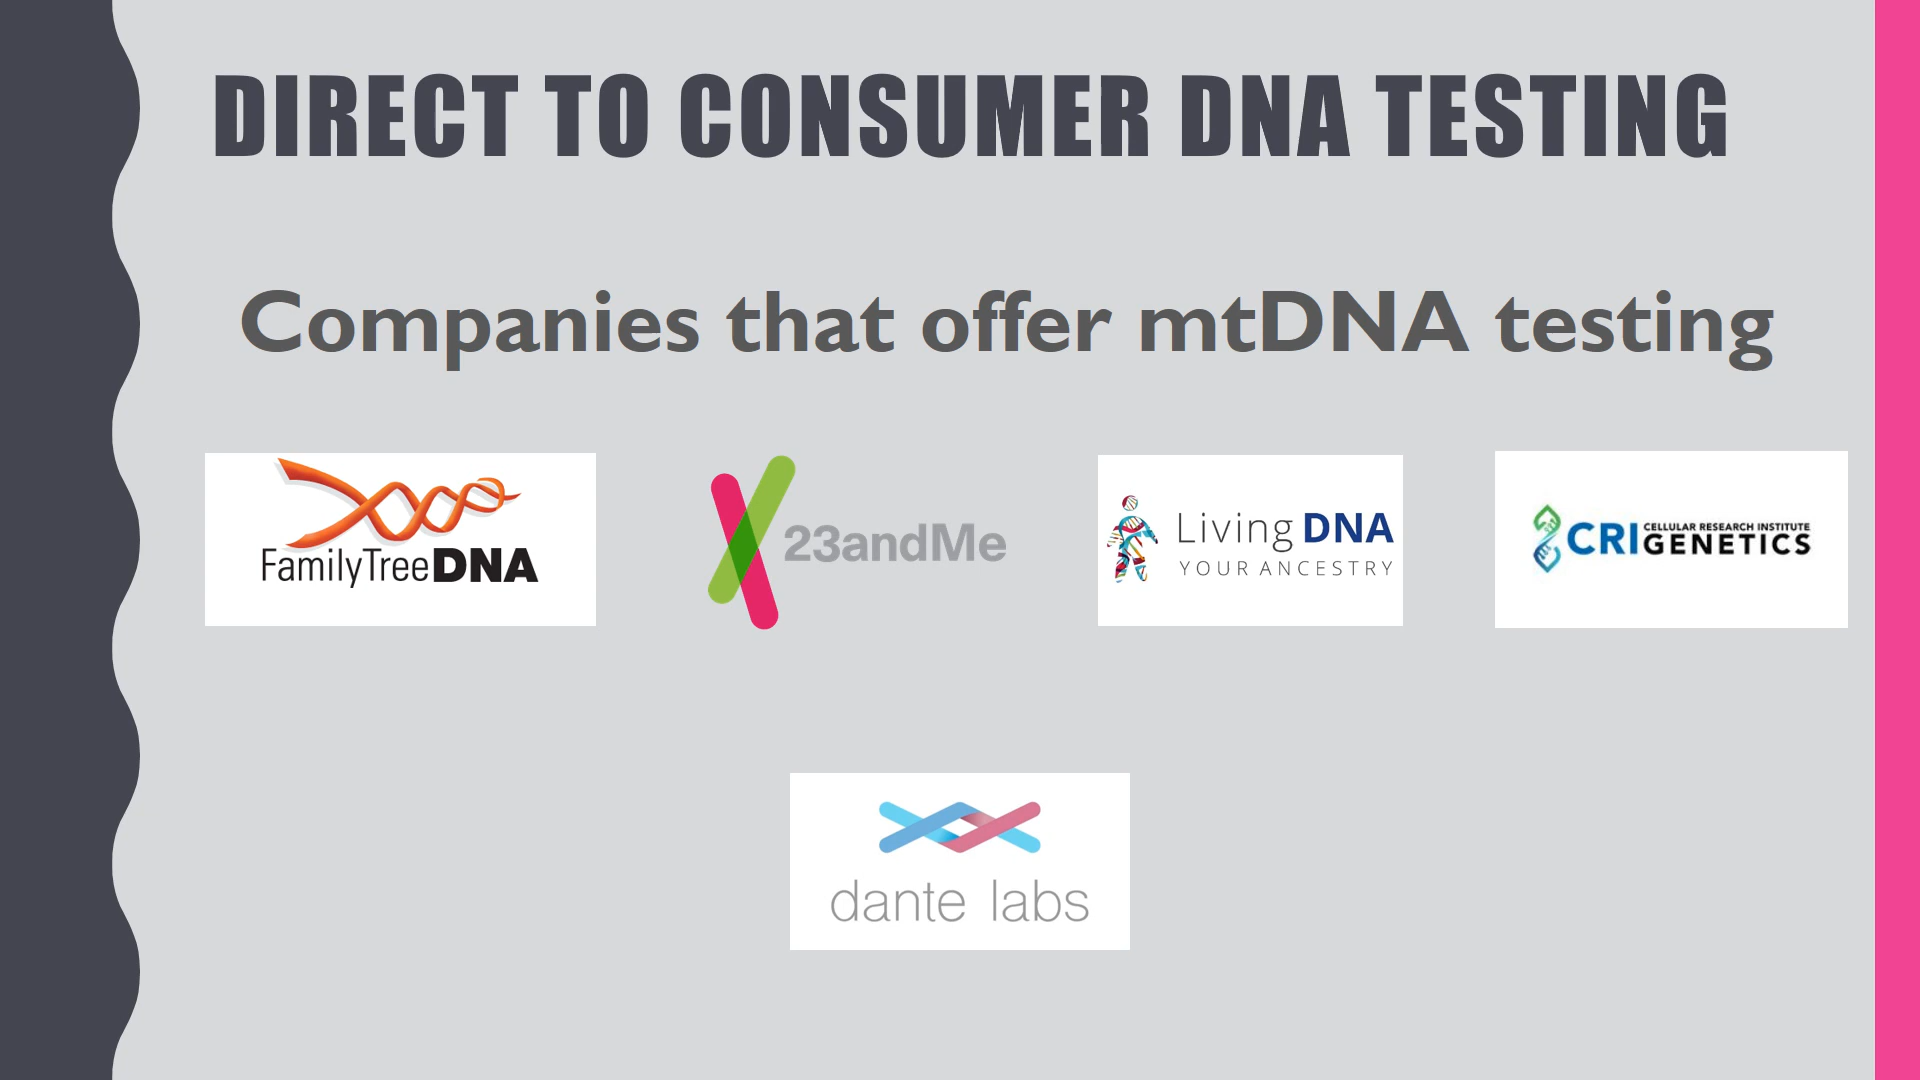 DIRECT TO CONSUMER DNA TESTING
Companies that offer mtDNA testing
FamilyTreeDNA
23andMe
Living DNA
YOUR ANCESTRY
CRI CELLULAR RESEARCH INSTITUTE
GENETICS
dante labs